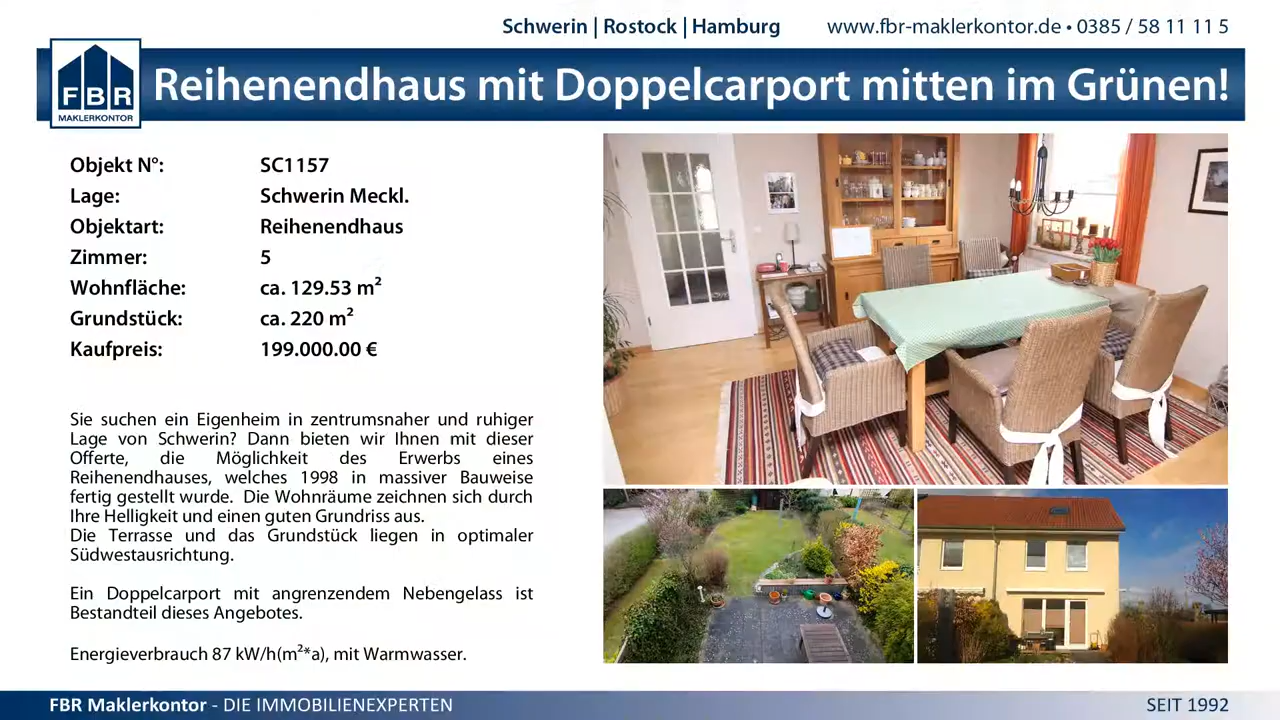 Schwerin | Rostock | Hamburg www.fbr-maklerkontor.de • 0385 / 58 11 11 5
FBR
MAKLERKONTOR
Reihenendhaus mit Doppelcarport mitten im Grünen!
Objekt N°: SC1157
Lage: Schwerin Meckl.
Objektart: Reihenendhaus
Zimmer: 5
Wohnfläche: ca. 129.53 m²
Grundstück: ca. 220 m²
Kaufpreis: 199.000.00 €
Sie suchen ein Eigenheim in zentrumsnaher und ruhiger
Lage von Schwerin? Dann bieten wir Ihnen mit dieser
Offerte, die Möglichkeit des Erwerbs eines
Reihenendhauses, welches 1998 in massiver Bauweise
fertig gestellt wurde. Die Wohnräume zeichnen sich durch
Ihre Helligkeit und einen guten Grundriss aus.
Die Terrasse und das Grundstück liegen in optimaler
Südwestausrichtung.
Ein Doppelcarport mit angrenzendem Nebengelass ist
Bestandteil dieses Angebotes.
Energieverbrauch 87 kW/h(m²*a), mit Warmwasser.
FBR Maklerkontor - DIE IMMOBILIENEXPERTEN SEIT 1992